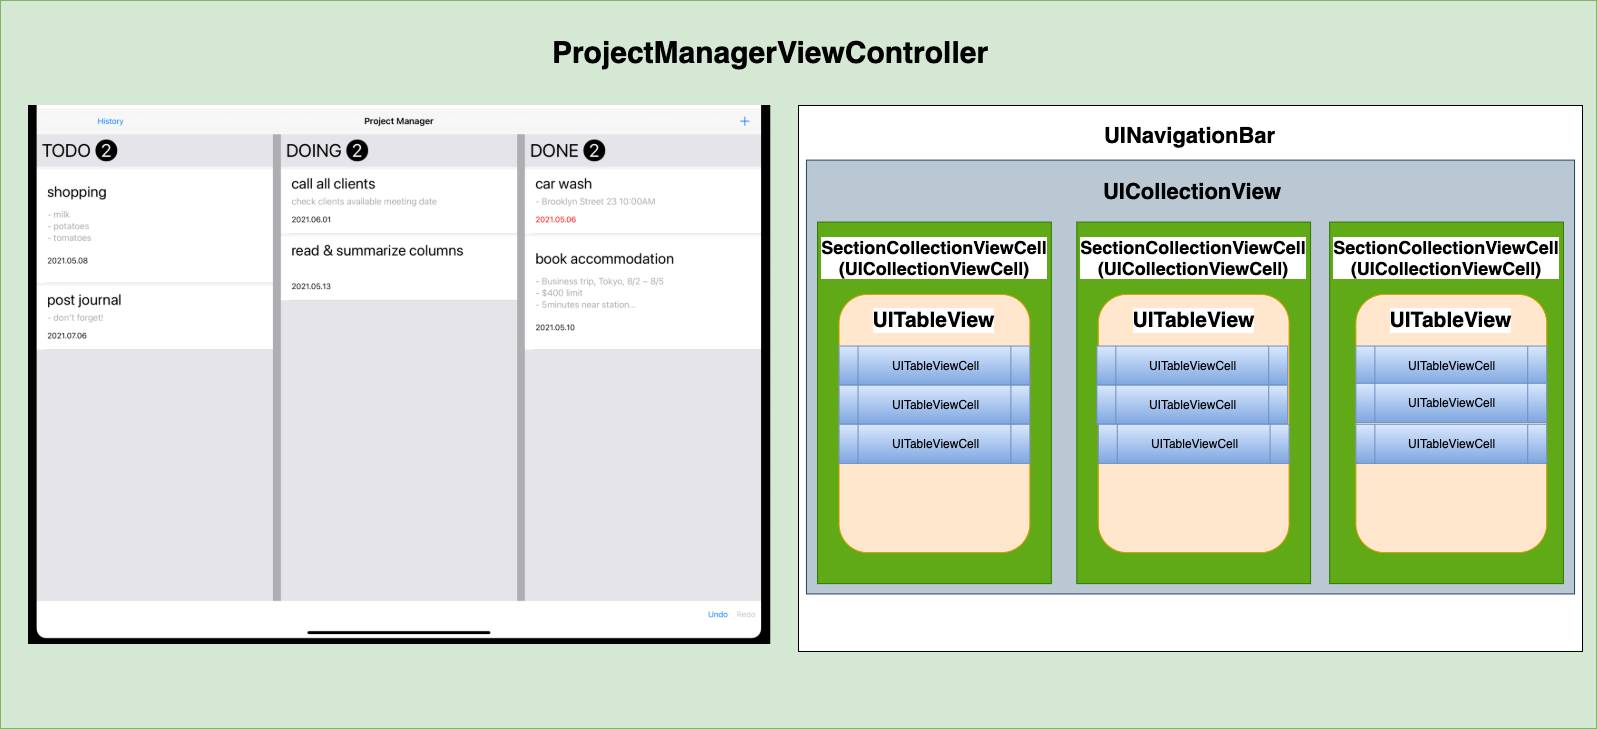 ProjectManagerViewController
History
Project Manager
+
TODO 2
shopping
- milk
- potatoes
- tomatoes
2021.05.08
post journal
- don't forget!
2021.07.06
DOING 2
call all clients
check clients available meeting date
2021.06.01
read & summarize columns
2021.05.13
DONE 2
car wash
- Brooklyn Street 23 10:00AM
2021.05.06
book accommodation
- Business trip, Tokyo, 8/2 ~ 8/5
- $400 limit
- 5minutes near station...
2021.05.10
Undo
Redo
UINavigationBar
UICollectionView
SectionCollectionViewCell
(UICollectionViewCell)
UITableView
UITableViewCell
UITableViewCell
UITableViewCell
SectionCollectionViewCell
(UICollectionViewCell)
UITableView
UITableViewCell
UITableViewCell
UITableViewCell
SectionCollectionViewCell
(UICollectionViewCell)
UITableView
UITableViewCell
UITableViewCell
UITableViewCell